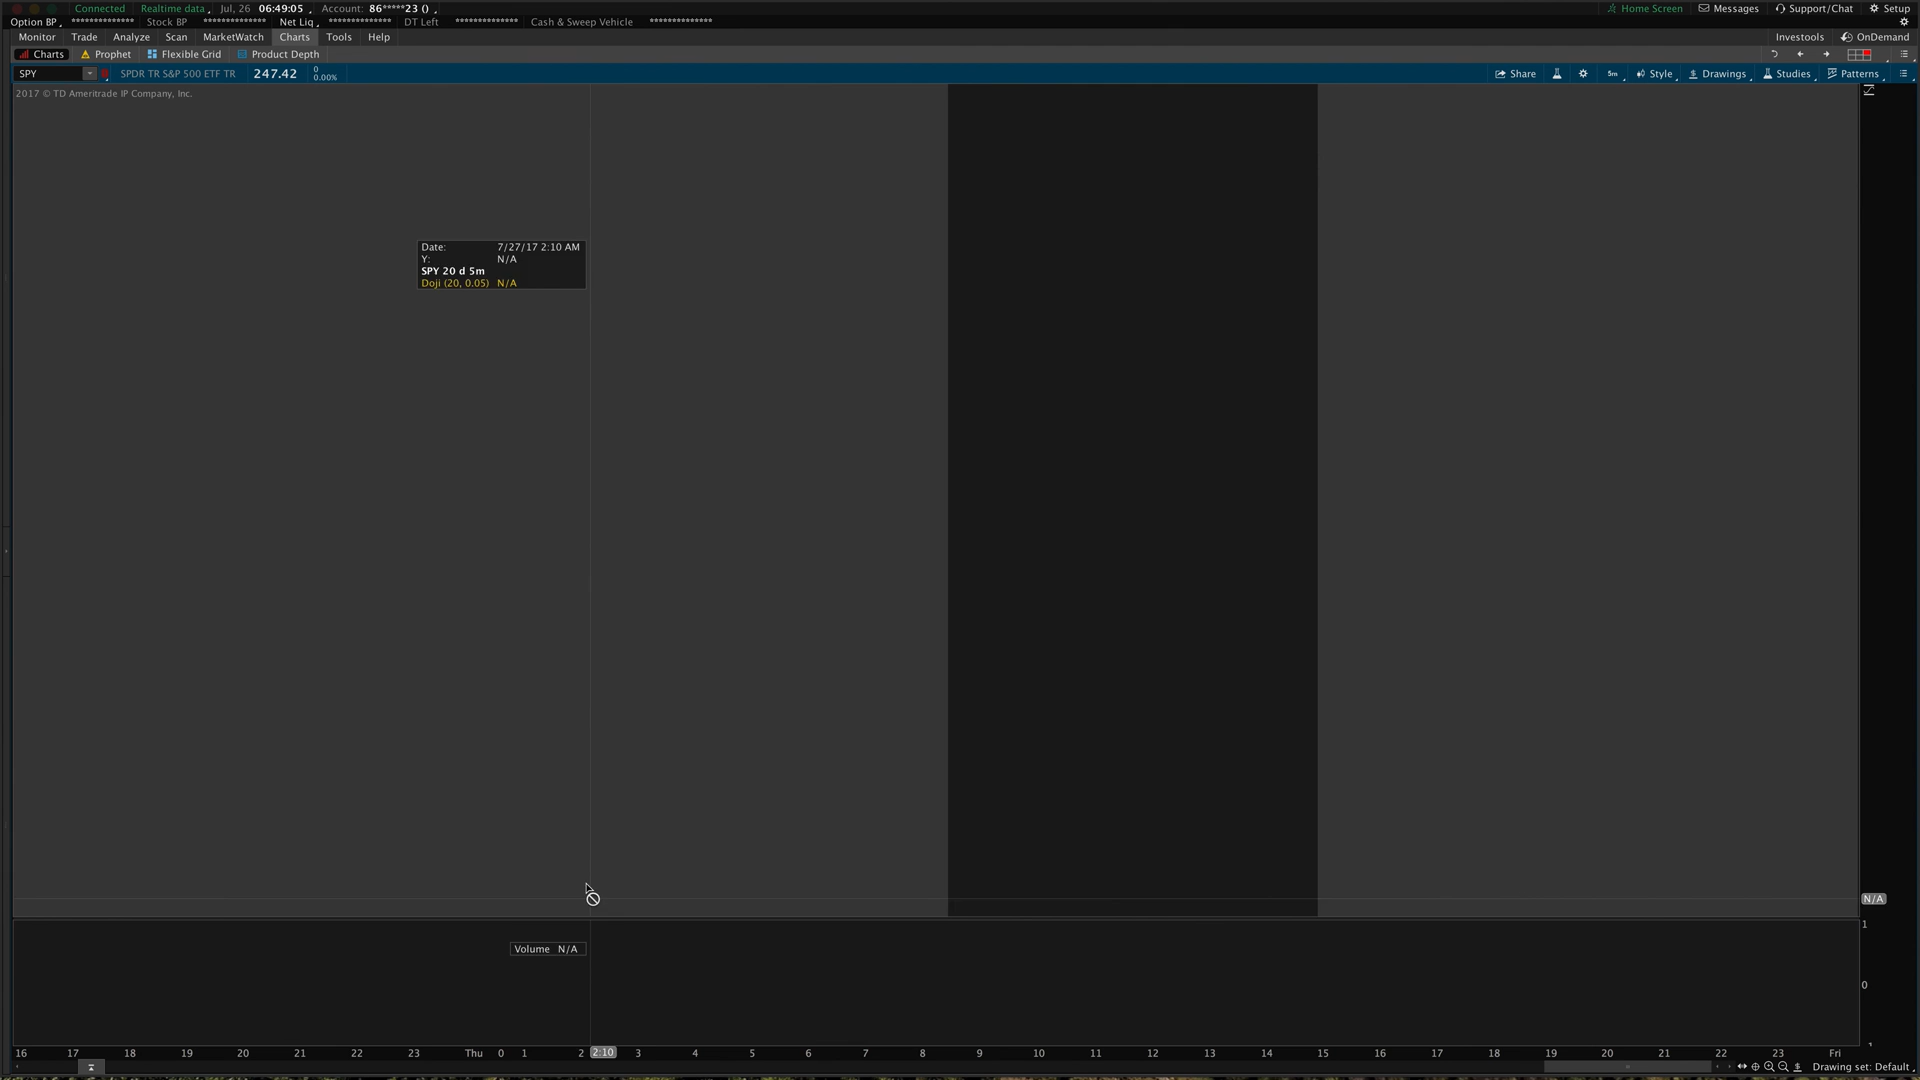 Connected Realtime data Jul, 26 06:49:05 Account: 86*****23 () Home Screen Messages Support/Chat Setup
Option BP ************** Stock BP ************** Net Liq ************** DT Left ************** Cash & Sweep Vehicle **************
Monitor Trade Analyze Scan MarketWatch Charts Tools Help Investools OnDemand
Charts Prophet Flexible Grid Product Depth
SPY SPDR TR S&P 500 ETF TR 247.42 0 Share 5m Style Drawings Studies Patterns
0.00%
2017 © TD Ameritrade IP Company, Inc.
Date: 7/27/17 2:10 AM
Y: N/A
SPY 20 d 5m
Doji (20, 0.05) N/A
N/A
1
Volume N/A
0
16 17 18 19 20 21 22 23 Thu 0 1 2 2:10 3 4 5 6 7 8 9 10 11 12 13 14 15 16 17 18 19 20 21 22 23 Fri
Drawing set: Default